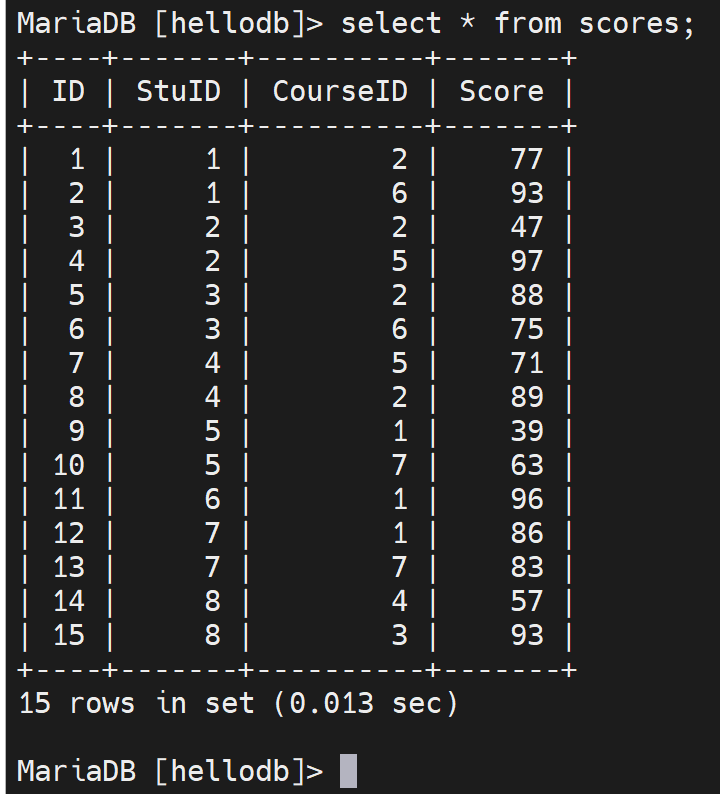 MariaDB [hellodb]> select * from scores;
+----+-------+----------+-------+
| ID | StuID | CourseID | Score |
+----+-------+----------+-------+
|  1 |     1 |        2 |    77 |
|  2 |     1 |        6 |    93 |
|  3 |     2 |        2 |    47 |
|  4 |     2 |        5 |    97 |
|  5 |     3 |        2 |    88 |
|  6 |     3 |        6 |    75 |
|  7 |     4 |        5 |    71 |
|  8 |     4 |        2 |    89 |
|  9 |     5 |        1 |    39 |
| 10 |     5 |        7 |    63 |
| 11 |     6 |        1 |    96 |
| 12 |     7 |        1 |    86 |
| 13 |     7 |        7 |    83 |
| 14 |     8 |        4 |    57 |
| 15 |     8 |        3 |    93 |
+----+-------+----------+-------+
15 rows in set (0.013 sec)
MariaDB [hellodb]>